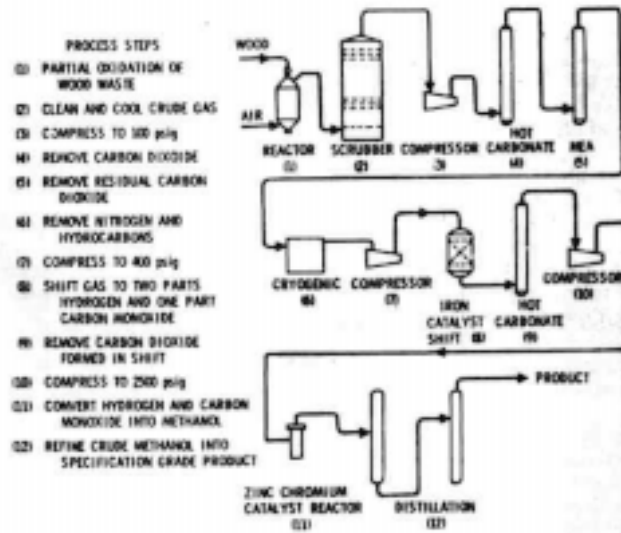 PROCESS STEPS
(1) PARTIAL OXIDATION OF
WOOD WASTE
(2) CLEAN AND COOL CRUDE GAS
(3) COMPRESS TO 100 psig
(4) REMOVE CARBON DIOXIDE
(5) REMOVE RESIDUAL CARBON
DIOXIDE
(6) REMOVE NITROGEN AND
HYDROCARBONS
(7) COMPRESS TO 400 psig
(8) SHIFT GAS TO TWO PARTS
HYDROGEN AND ONE PART
CARBON MONOXIDE
(9) REMOVE CARBON DIOXIDE
FORMED IN SHIFT
(10) COMPRESS TO 2500 psig
(11) CONVERT HYDROGEN AND CARBON
MONOXIDE INTO METHANOL
(12) REFINE CRUDE METHANOL INTO
SPECIFICATION GRADE PRODUCT
WOOD
AIR
REACTOR
(1)
SCRUBBER
(2)
COMPRESSOR
(3)
HOT
CARBONATE
(4)
MEA
(5)
CRYOGENIC
(6)
COMPRESSOR
(7)
IRON
CATALYST
SHIFT (8)
HOT
CARBONATE
(9)
COMPRESSOR
(10)
PRODUCT
ZINC CHROMIUM
CATALYST REACTOR
(11)
DISTILLATION
(12)